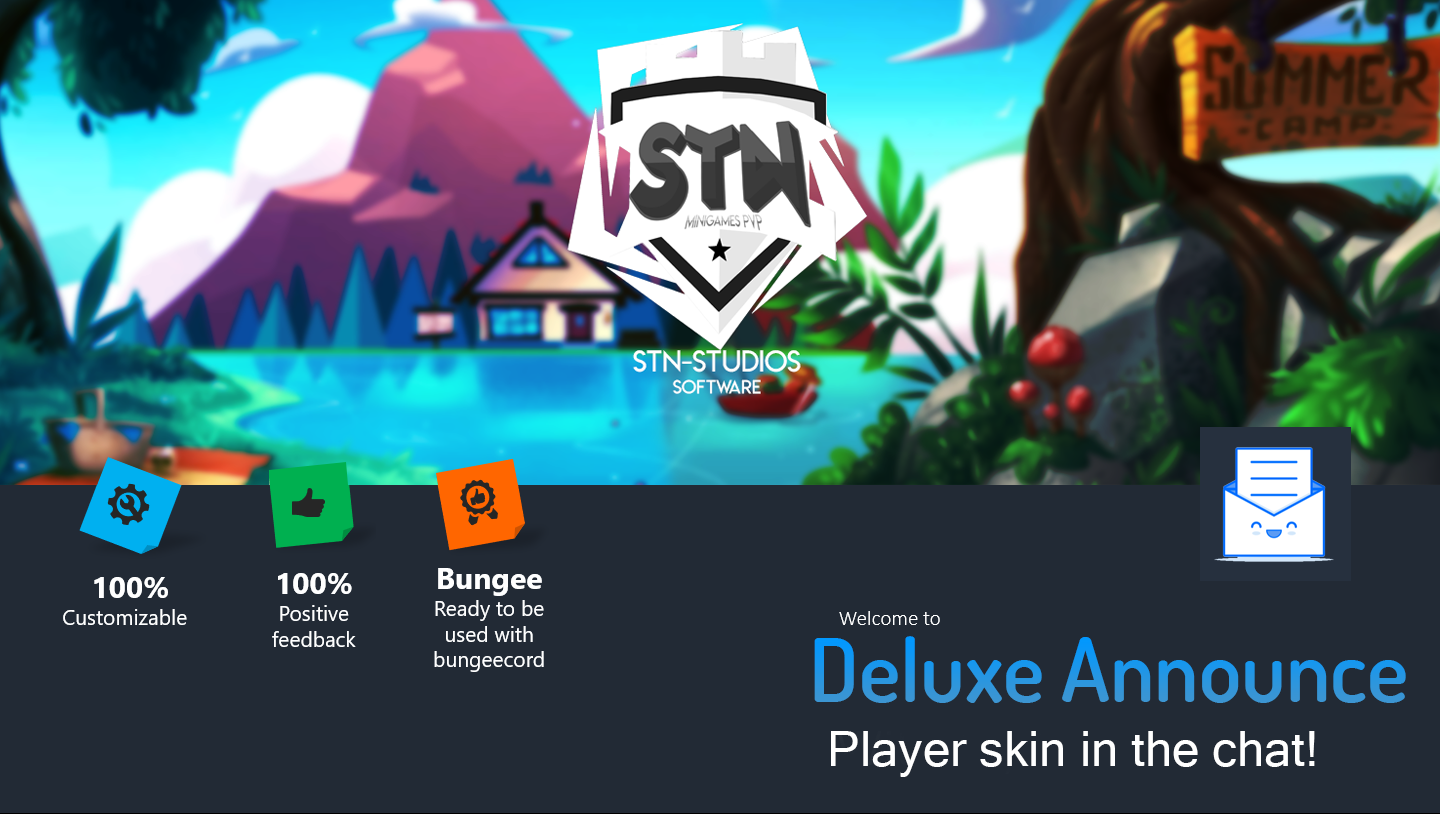 SUMMER
-CAMP-
STN
MINIGAMES PVP
STN-STUDIOS
SOFTWARE
100%
Customizable
100%
Positive
feedback
Bungee
Ready to be
used with
bungeecord
Welcome to
Deluxe Announce
Player skin in the chat!